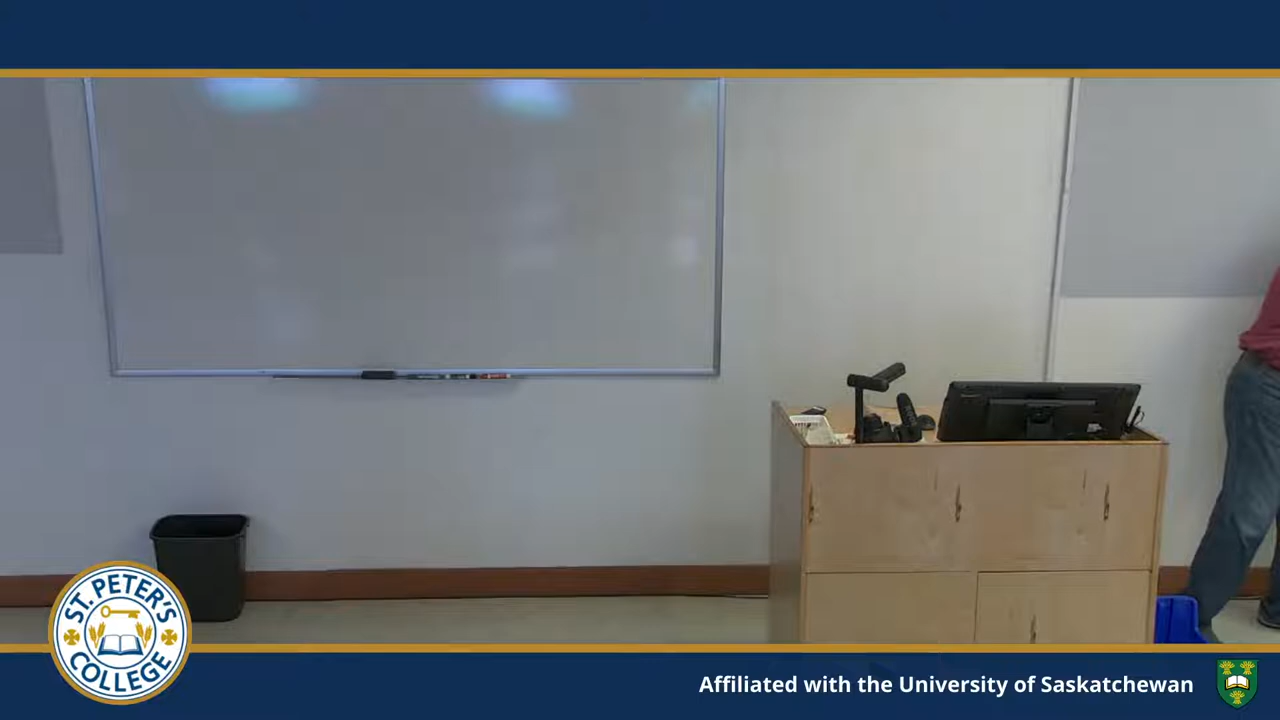 ST. PETER'S
COLLEGE
Affiliated with the University of Saskatchewan